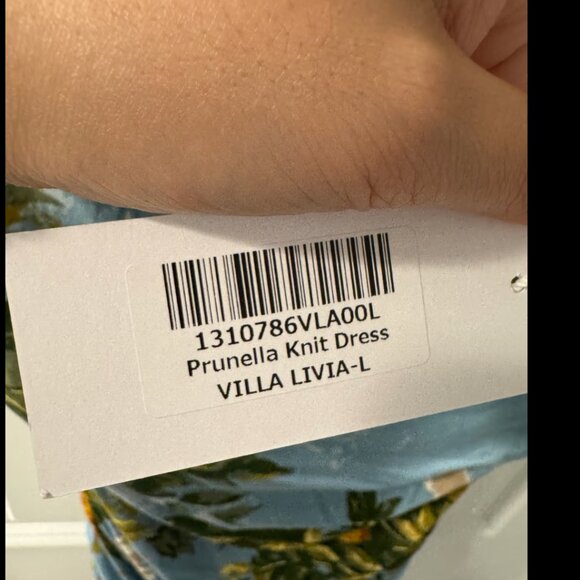 1310786VLA00L
Prunella Knit Dress
VILLA LIVIA-L